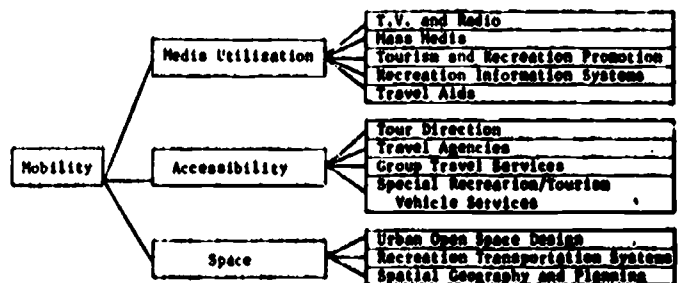 T.V. and Radio
Mass Media
Media Utilization
Tourism and Recreation Promotion
Recreation Information Systems
Travel Aids
Tour Direction
Travel Agencies
Mobility
Accessibility
Group Travel Services
Special Recreation/Tourism
Vehicle Services
Urban Open Space Design
Space
Recreation Transportation Systems
Spatial Geography and Planning